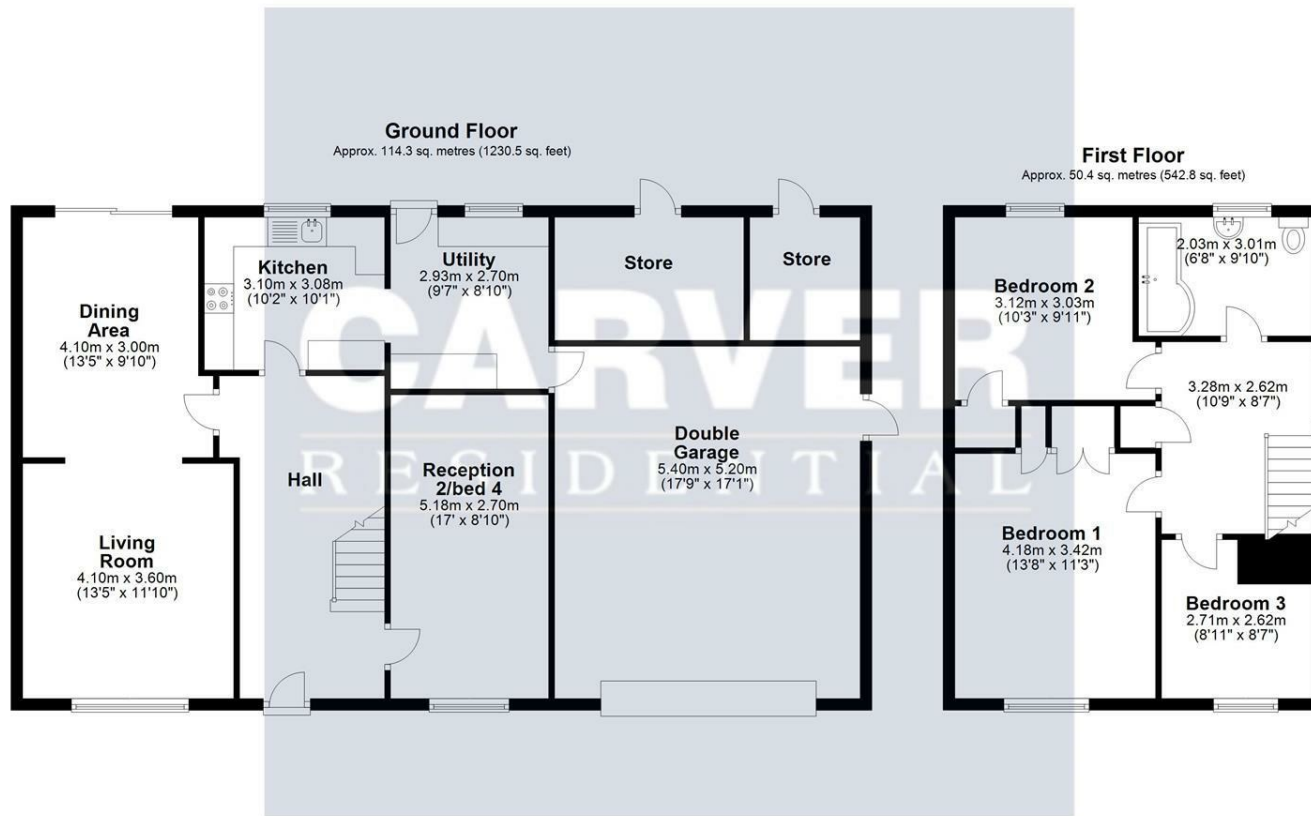 Ground Floor
Approx. 114.3 sq. metres (1230.5 sq. feet)
First Floor
Approx. 50.4 sq. metres (542.8 sq. feet)
Kitchen
3.10m x 3.08m
(10'2" x 10'1")
Utility
2.93m x 2.70m
(9'7" x 8'10")
Store
Store
Dining
Area
4.10m x 3.00m
(13'5" x 9'10")
Hall
Reception
2/bed 4
5.18m x 2.70m
(17' x 8'10")
Double
Garage
5.40m x 5.20m
(17'9" x 17'1")
Living
Room
4.10m x 3.60m
(13'5" x 11'10")
2.03m x 3.01m
(6'8" x 9'10")
Bedroom 2
3.12m x 3.03m
(10'3" x 9'11")
3.28m x 2.62m
(10'9" x 8'7")
Bedroom 1
4.18m x 3.42m
(13'8" x 11'3")
Bedroom 3
2.71m x 2.62m
(8'11" x 8'7")
CARVER
RESIDENTIAL